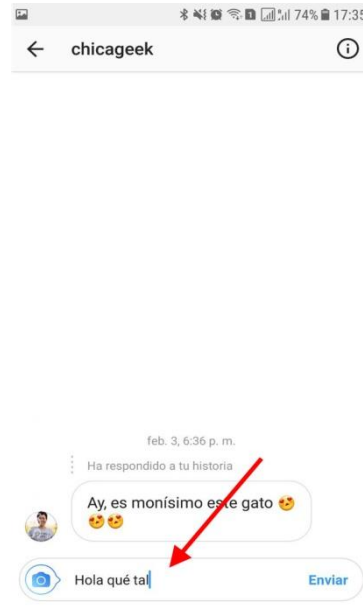 74% 17:35
chicageek
feb. 3, 6:36 p. m.
Ha respondido a tu historia
Ay, es monísimo este gato 😍
😍😍
Hola qué tal
Enviar